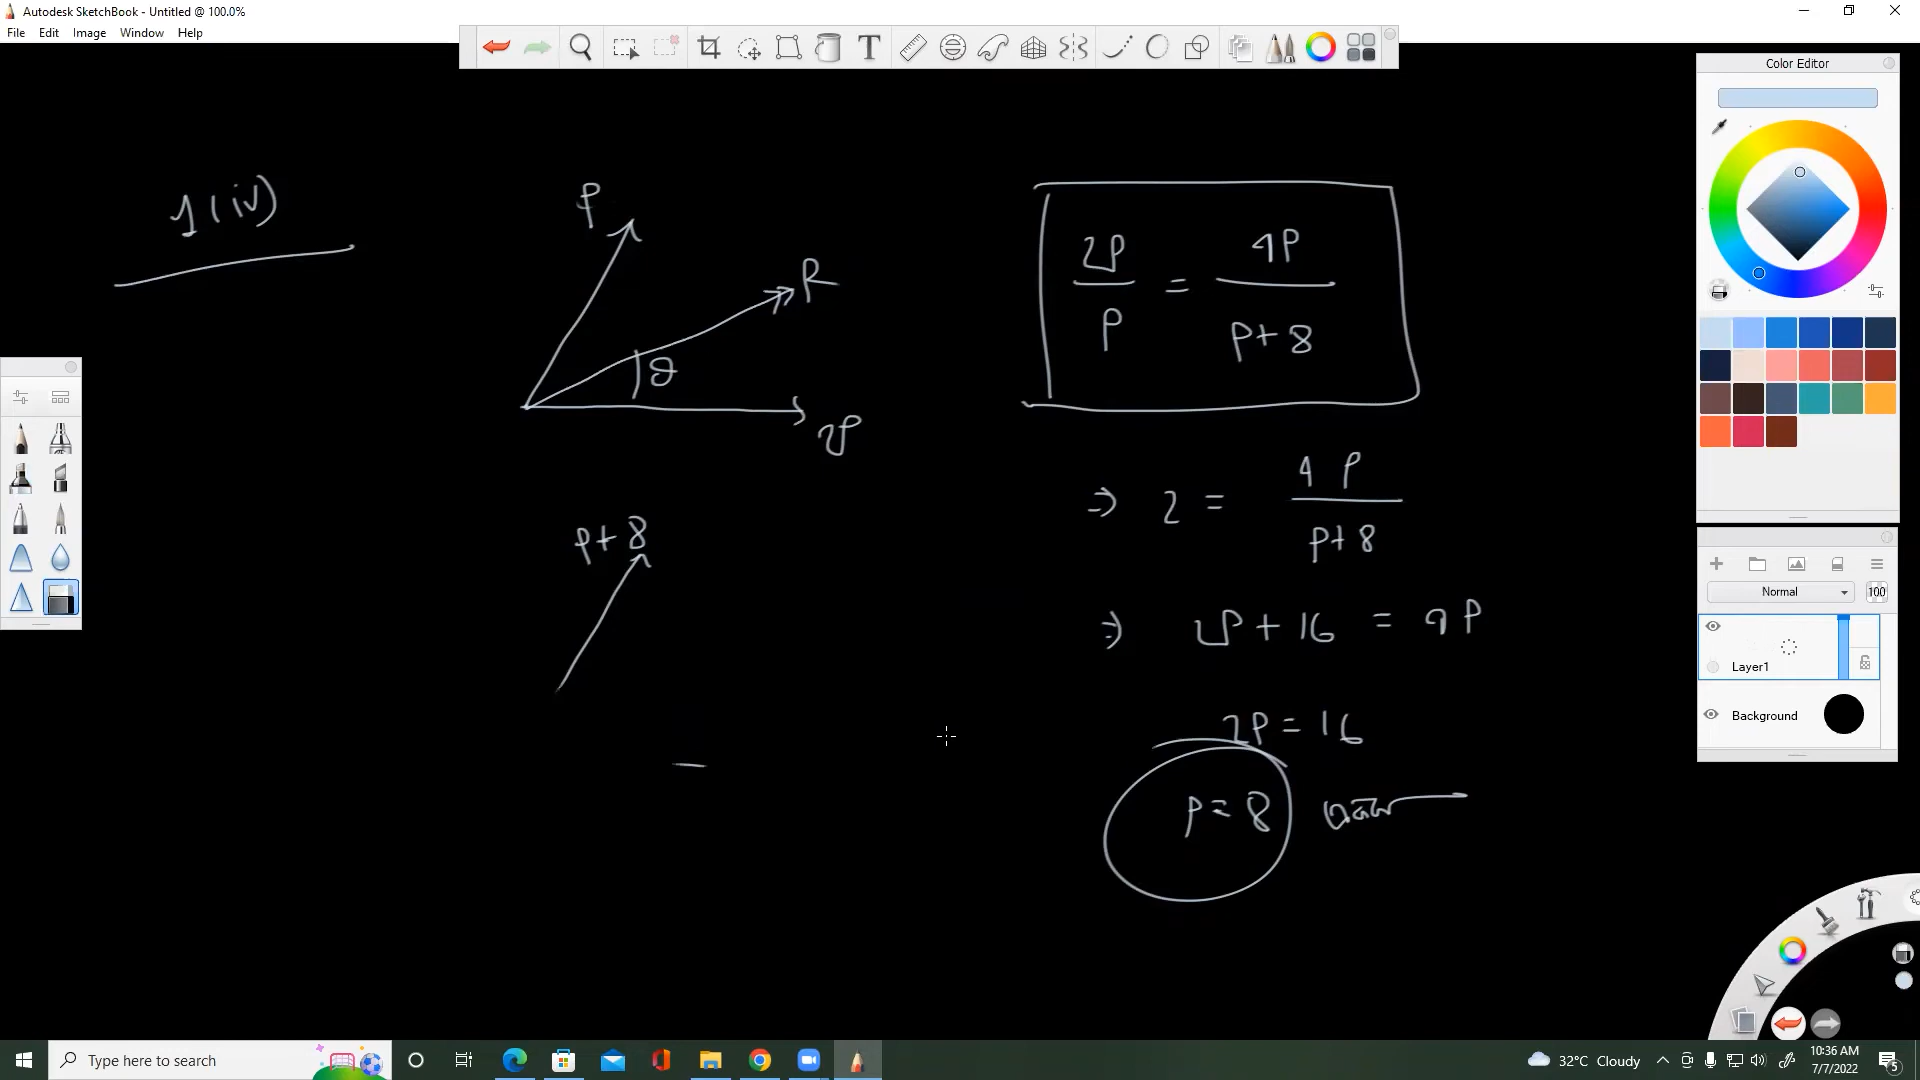 Autodesk SketchBook - Untitled @ 100.0%
File Edit Image Window Help
Color Editor
1(iv)
P
R
θ
2P
P+8
2P/P = 4P/P+8
⇒ 2 = 4P/P+8
⇒ 2P+16 = 4P
2P = 16
P = 8
Normal
100
Layer1
Background
Type here to search
32°C Cloudy
10:36 AM
7/7/2022
5